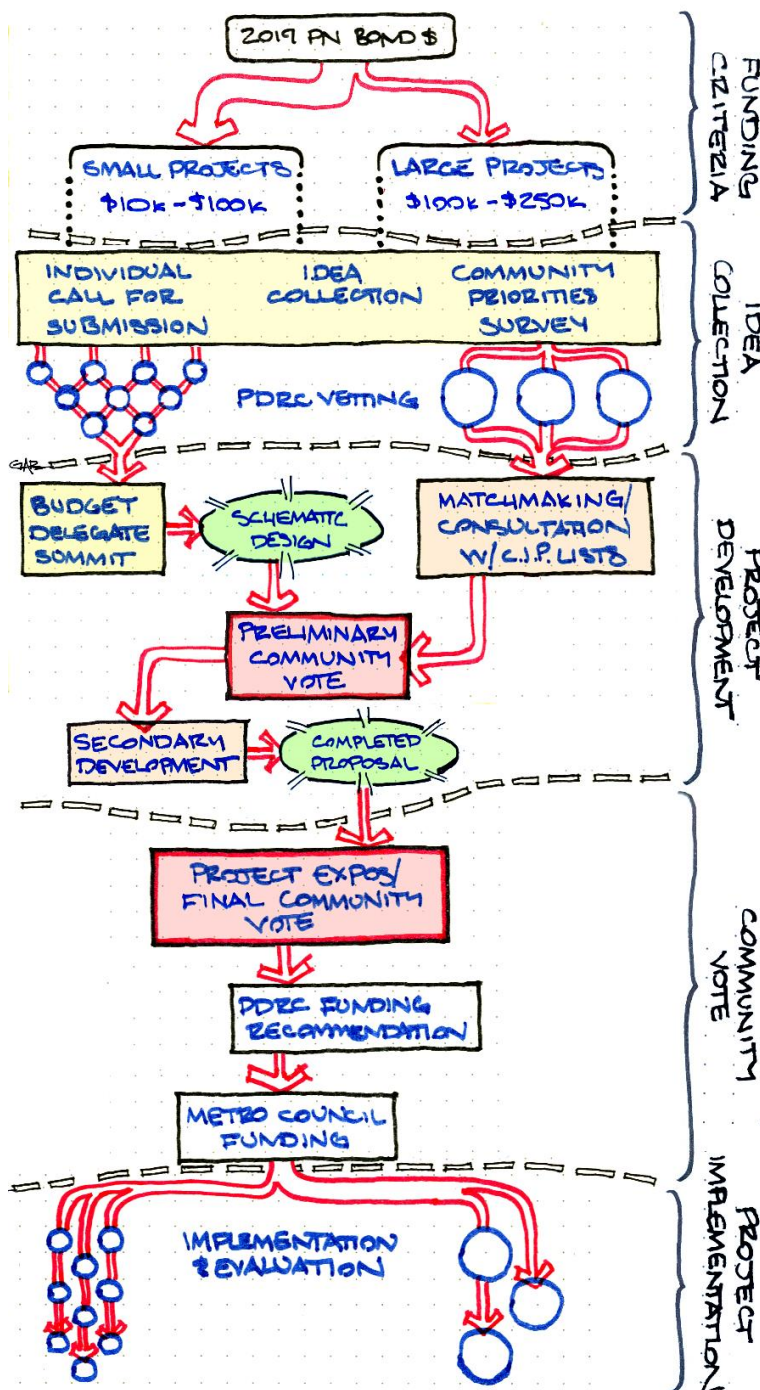 2019 PN BOND $
FUNDING
CRITERIA
SMALL PROJECTS
$10K - $100K
LARGE PROJECTS
$100K - $250K
INDIVIDUAL
CALL FOR
SUBMISSION
IDEA
COLLECTION
COMMUNITY
PRIORITIES
SURVEY
IDEA
COLLECTION
PDRC VETTING
GAR
BUDGET
DELEGATE
SUMMIT
SCHEMATIC
DESIGN
MATCHMAKING/
CONSULTATION
W/ C.I.P. LISTS
PROJECT
DEVELOPMENT
PRELIMINARY
COMMUNITY
VOTE
SECONDARY
DEVELOPMENT
COMPLETED
PROPOSAL
PROJECT EXPOS/
FINAL COMMUNITY
VOTE
COMMUNITY
VOTE
PDRC FUNDING
RECOMMENDATION
METRO COUNCIL
FUNDING
IMPLEMENTATION
& EVALUATION
PROJECT
IMPLEMENTATION